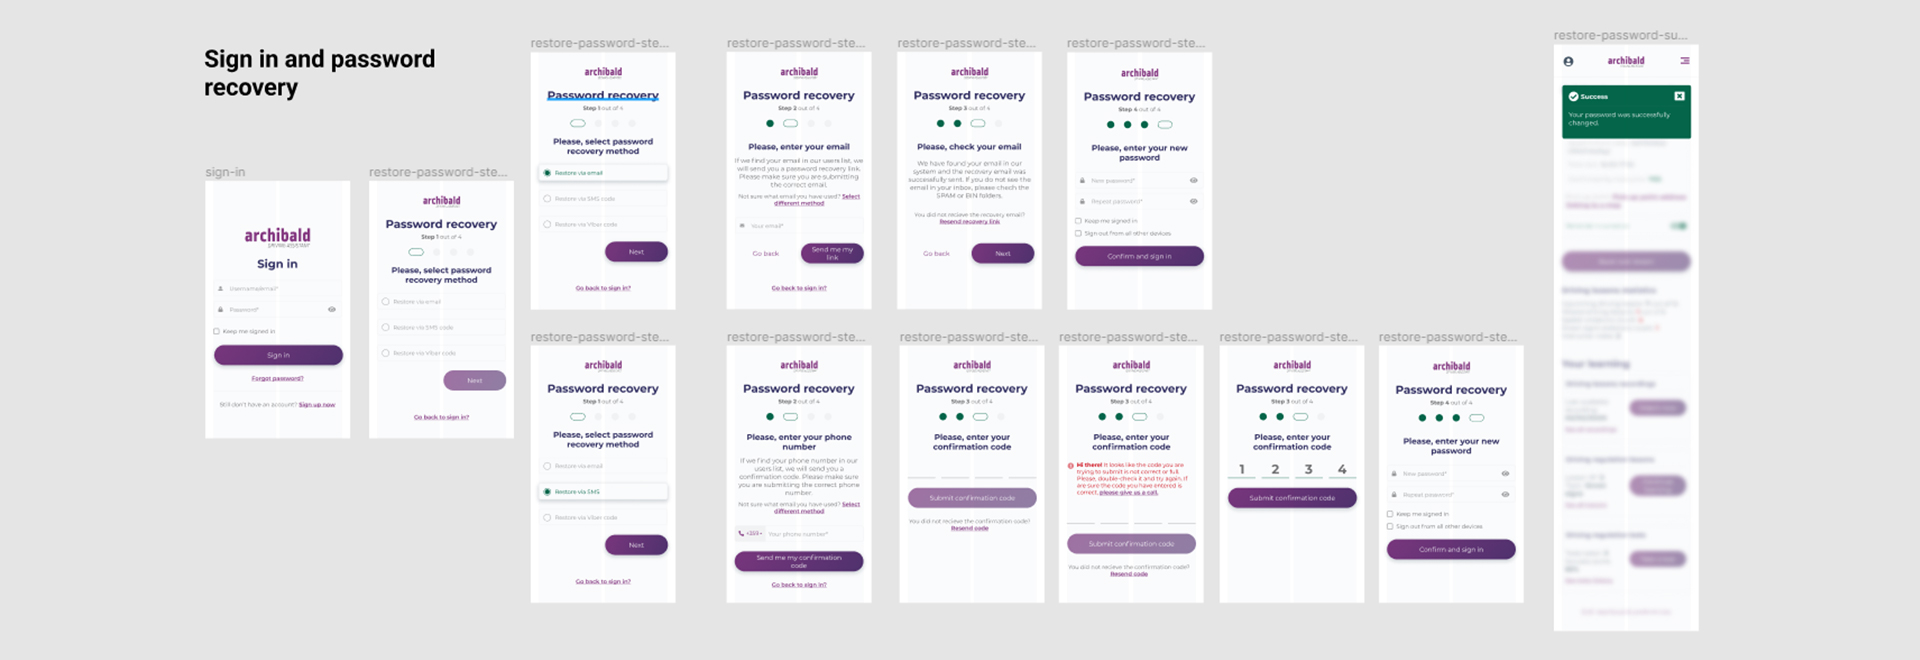 Sign in and password
recovery
sign-in
archibald
Sign in
Password*
Keep me signed in
Sign in
Forgot password?
Still don't have an account? Sign up now
restore-password-ste...
archibald
Password recovery
Step 1 out of 4
Please, select password
recovery method
Restore via email
Restore via SMS code
Restore via Viber code
Next
Go back to sign in?
restore-password-ste...
archibald
Password recovery
Step 1 out of 4
Please, select password
recovery method
Restore via email
Restore via SMS code
Restore via Viber code
Next
Go back to sign in?
restore-password-ste...
archibald
Password recovery
Step 2 out of 4
Please, enter your email
If we find your email in our users list, we
will send you a password recovery link.
Please make sure you are submitting
the correct email.
Not sure what email you have used? Select
different method
Your email*
Go back
Send me my
link
Go back to sign in?
restore-password-ste...
archibald
Password recovery
Step 3 out of 4
Please, check your email
We have found your email in our
system and the recovery email was
successfully sent. If you do not see the
email in your inbox, please check the
SPAM or BIN folders.
You did not recieve the recovery email?
Resend recovery link
Go back
Next
restore-password-ste...
archibald
Password recovery
Step 4 out of 4
Please, enter your new
password
New password*
Repeat password*
Keep me signed in
Sign out from all other devices
Confirm and sign in
restore-password-ste...
archibald
Password recovery
Step 1 out of 4
Please, select password
recovery method
Restore via email
Restore via SMS
Restore via Viber code
Next
Go back to sign in?
restore-password-ste...
archibald
Password recovery
Step 2 out of 4
Please, enter your phone
number
If we find your phone number in our
users list, we will send you a
confirmation code. Please make sure
you are submitting the correct phone
number.
Not sure what email you have used? Select
different method
Your phone number*
Send me my confirmation
code
Go back to sign in?
restore-password-ste...
archibald
Password recovery
Step 3 out of 4
Please, enter your
confirmation code
Submit confirmation code
You did not recieve the confirmation code?
Resend code
restore-password-ste...
archibald
Password recovery
Step 3 out of 4
Please, enter your
confirmation code
Hi there! It looks like the code you are
trying to submit is not correct or full.
Please, double-check it and try again. If
are sure the code you have entered is
correct, please give us a call.
Submit confirmation code
You did not recieve the confirmation code?
Resend code
restore-password-ste...
archibald
Password recovery
Step 3 out of 4
Please, enter your
confirmation code
1 2 3 4
Submit confirmation code
restore-password-ste...
archibald
Password recovery
Step 4 out of 4
Please, enter your new
password
New password*
Repeat password*
Keep me signed in
Sign out from all other devices
Confirm and sign in
restore-password-su...
archibald
Success
Your password was successfully
changed.
Your learning